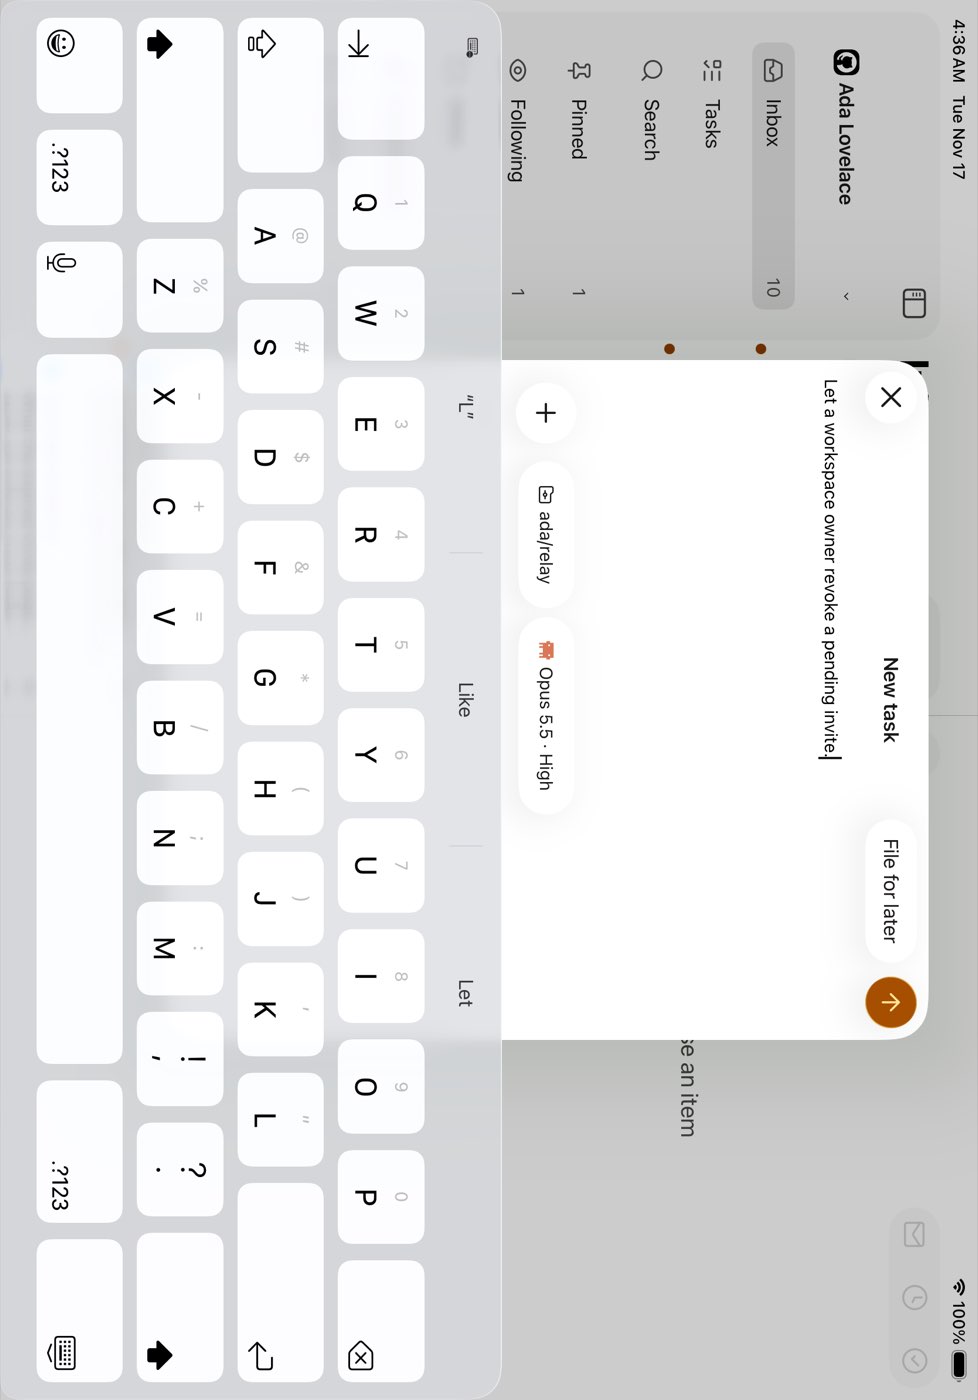 4:36 AM Tue Nov 17
100%
Ada Lovelace
Inbox 10
Tasks
Search
Pinned 1
Following 1
New task
File for later
Let a workspace owner revoke a pending invite.
se an item
ada/relay
Opus 5.5 · High
“L” Like Let
1 2 3 4 5 6 7 8 9 0
Q W E R T Y U I O P
@ # $ & * ( ) ' "
A S D F G H J K L
% - + = / ; : ! ?
Z X C V B N M , .
.?123 .?123